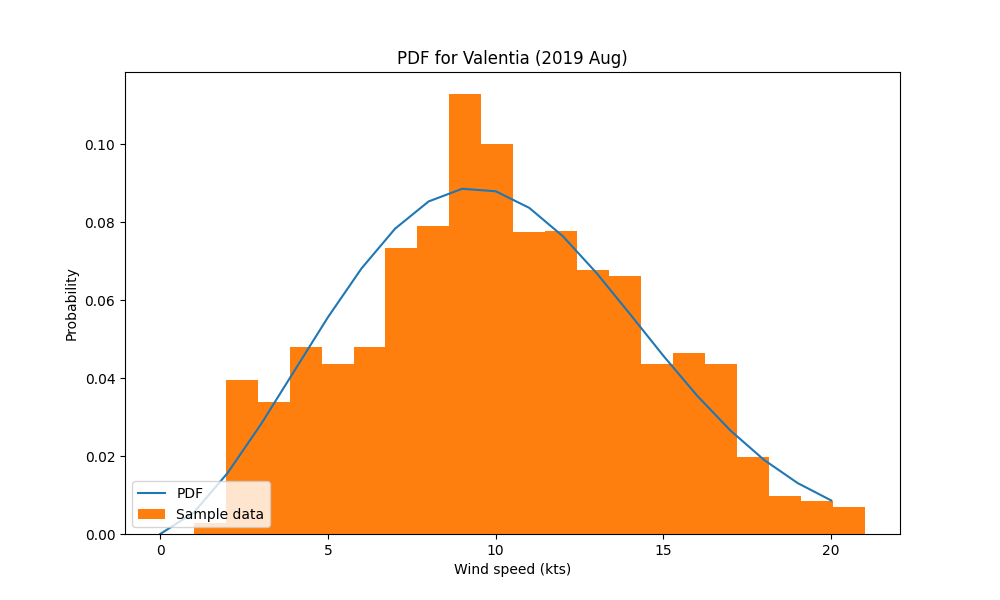 PDF for Valentia (2019 Aug)
0.10
0.08
0.06
0.04
0.02
0.00
Probability
PDF
Sample data
0 5 10 15 20
Wind speed (kts)